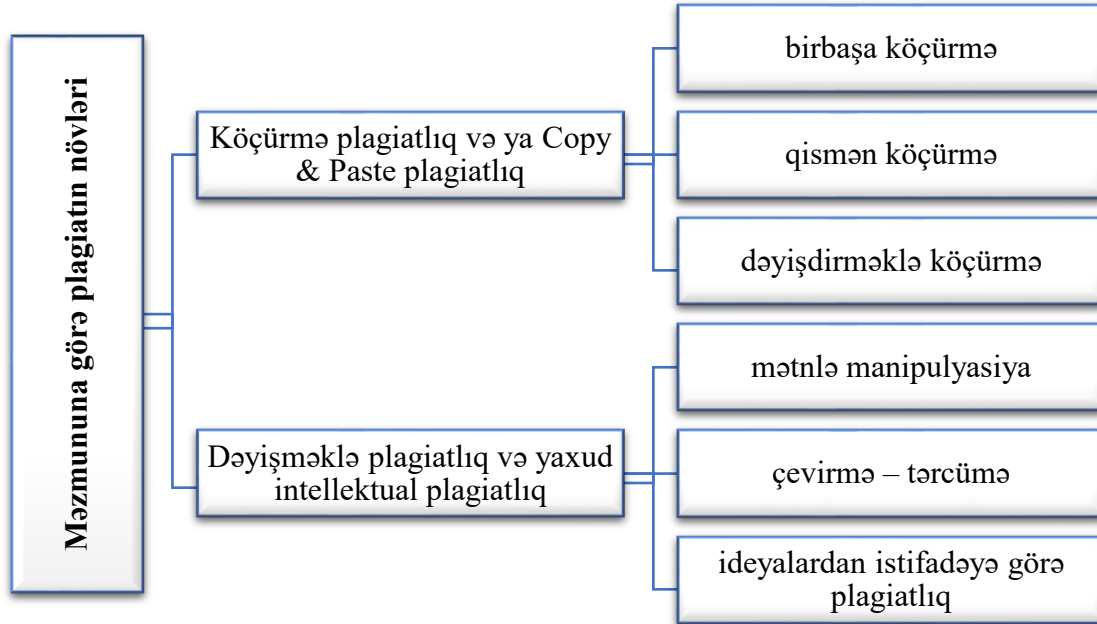 Məzmununa görə plagiatın növləri
Köçürmə plagiatlıq və ya Copy
& Paste plagiatlıq
birbaşa köçürmə
qismən köçürmə
dəyişdirməklə köçürmə
Dəyişməklə plagiatlıq və yaxud
intellektual plagiatlıq
mətnlə manipulyasiya
çevirmə – tərcümə
ideyalardan istifadəyə görə
plagiatlıq